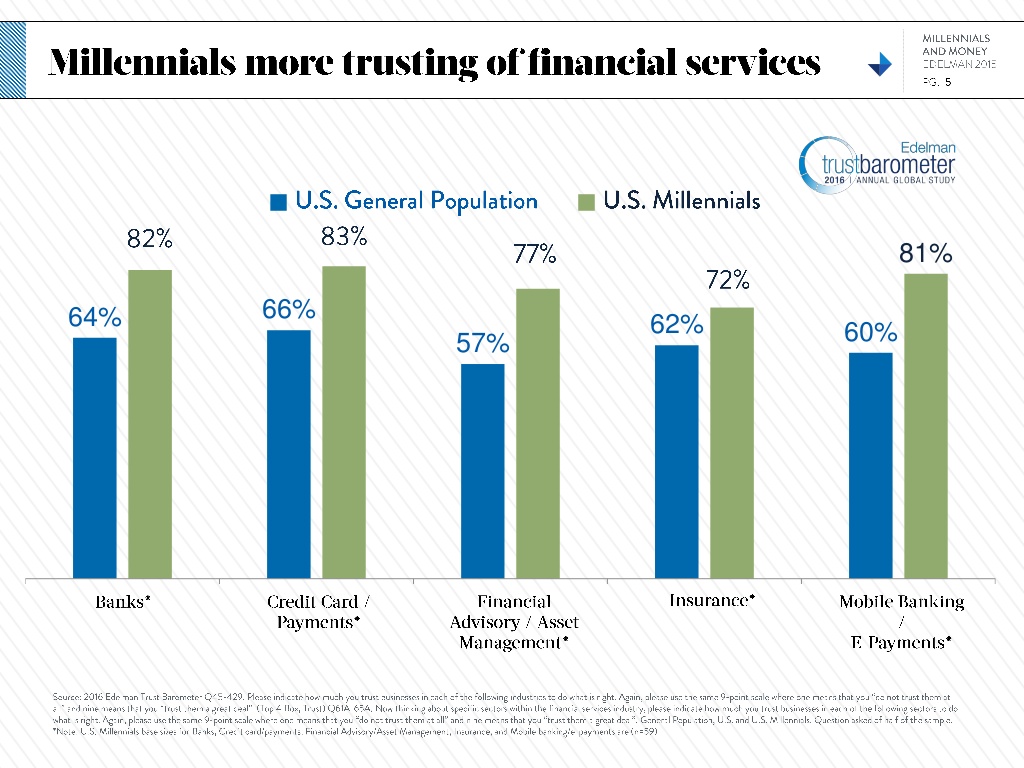 Millennials more trusting of financial services
MILLENNIALS
AND MONEY
EDELMAN 2016
PG. 5
Edelman
trustbarometer
2016 | ANNUAL GLOBAL STUDY
U.S. General Population
U.S. Millennials
82%
83%
77%
72%
81%
64%
66%
57%
62%
60%
Banks*
Credit Card /
Payments*
Financial
Advisory / Asset
Management*
Insurance*
Mobile Banking
/
E Payments*
Source: 2016 Edelman Trust Barometer Q45-429. Please indicate how much you trust businesses in each of the following industries to do what is right. Again, please use the same 9-point scale where one means that you "do not trust them at
all" and nine means that you "trust them a great deal". (Top 4 Box, Trust) Q61A-65A. Now thinking about specific sectors within the financial services industry, please indicate how much you trust businesses in each of the following sectors to do
what is right. Again, please use the same 9-point scale where one means that you "do not trust them at all" and nine means that you "trust them a great deal". General Population, U.S. and U.S. Millennials. Question asked of half of the sample.
*Note: U.S. Millennials base sizes for Banks, Credit card/payments, Financial Advisory/Asset Management, Insurance, and Mobile banking/e-payments are (n=59)